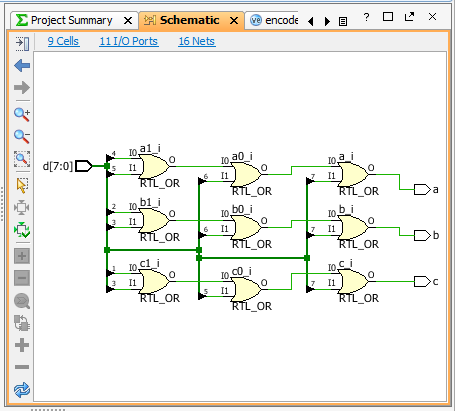 Project Summary
Schematic
encode
9 Cells 11 I/O Ports 16 Nets
d[7:0]
4 I0 a1_i O
5 I1
RTL_OR
I0 a0_i O
6 I1
RTL_OR
I0 a_i O
7 I1
RTL_OR
a
2 I0 b1_i O
3 I1
RTL_OR
I0 b0_i O
6 I1
RTL_OR
I0 b_i O
7 I1
RTL_OR
b
1 I0 c1_i O
3 I1
RTL_OR
I0 c0_i O
5 I1
RTL_OR
I0 c_i O
7 I1
RTL_OR
c